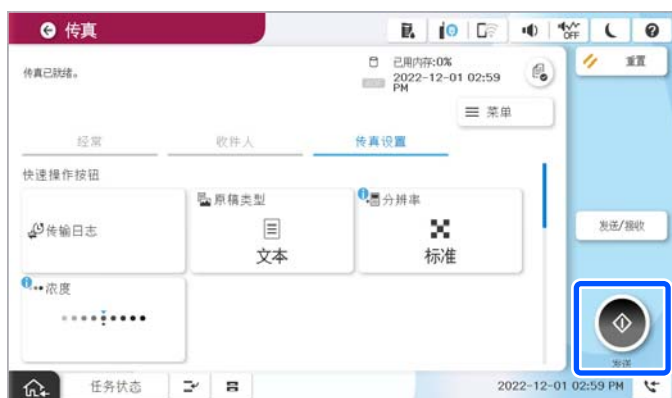 传真
OFF
传真已就绪。
已用内存:0%
2022-12-01 02:59
PM
重置
菜单
经常
收件人
传真设置
快速操作按钮
传输日志
原稿类型
文本
分辨率
标准
发送/接收
浓度
发送
任务状态
2022-12-01 02:59 PM